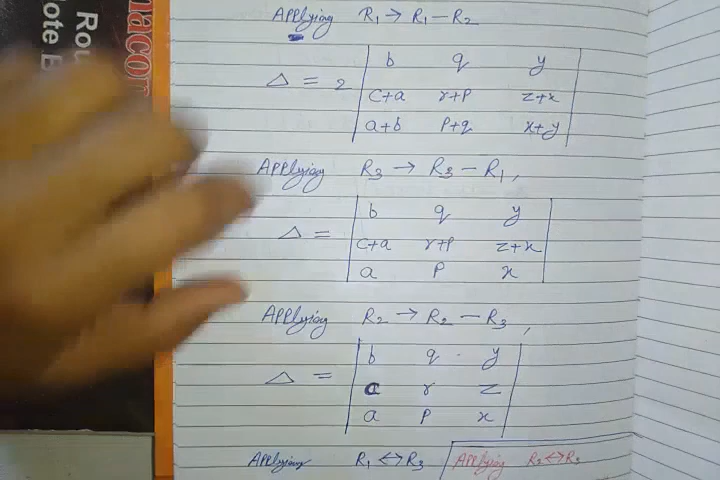 Applying R₁ → R₁ – R₂
Δ = 2 | b q y |
| c+a r+p z+x |
| a+b p+q x+y |
Applying R₃ → R₃ – R₁,
Δ = | b q y |
| c+a r+p z+x |
| a p x |
Applying R₂ → R₂ – R₃,
Δ = | b q y |
| c r z |
| a p x |
Applying R₁ ↔ R₃
Applying R₂ ↔ R₃